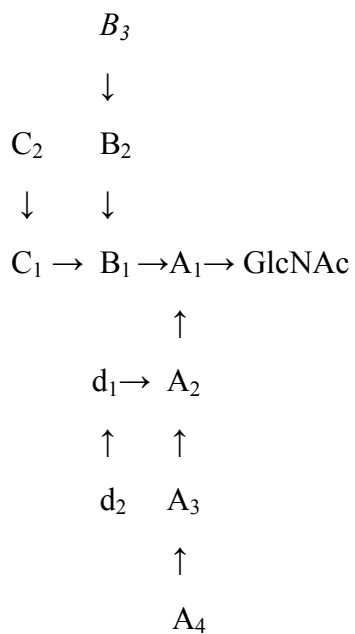 B₃
↓
C₂ B₂
↓ ↓
C₁ → B₁ →A₁→ GlcNAc
↑
d₁→ A₂
↑ ↑
d₂ A₃
↑
A₄